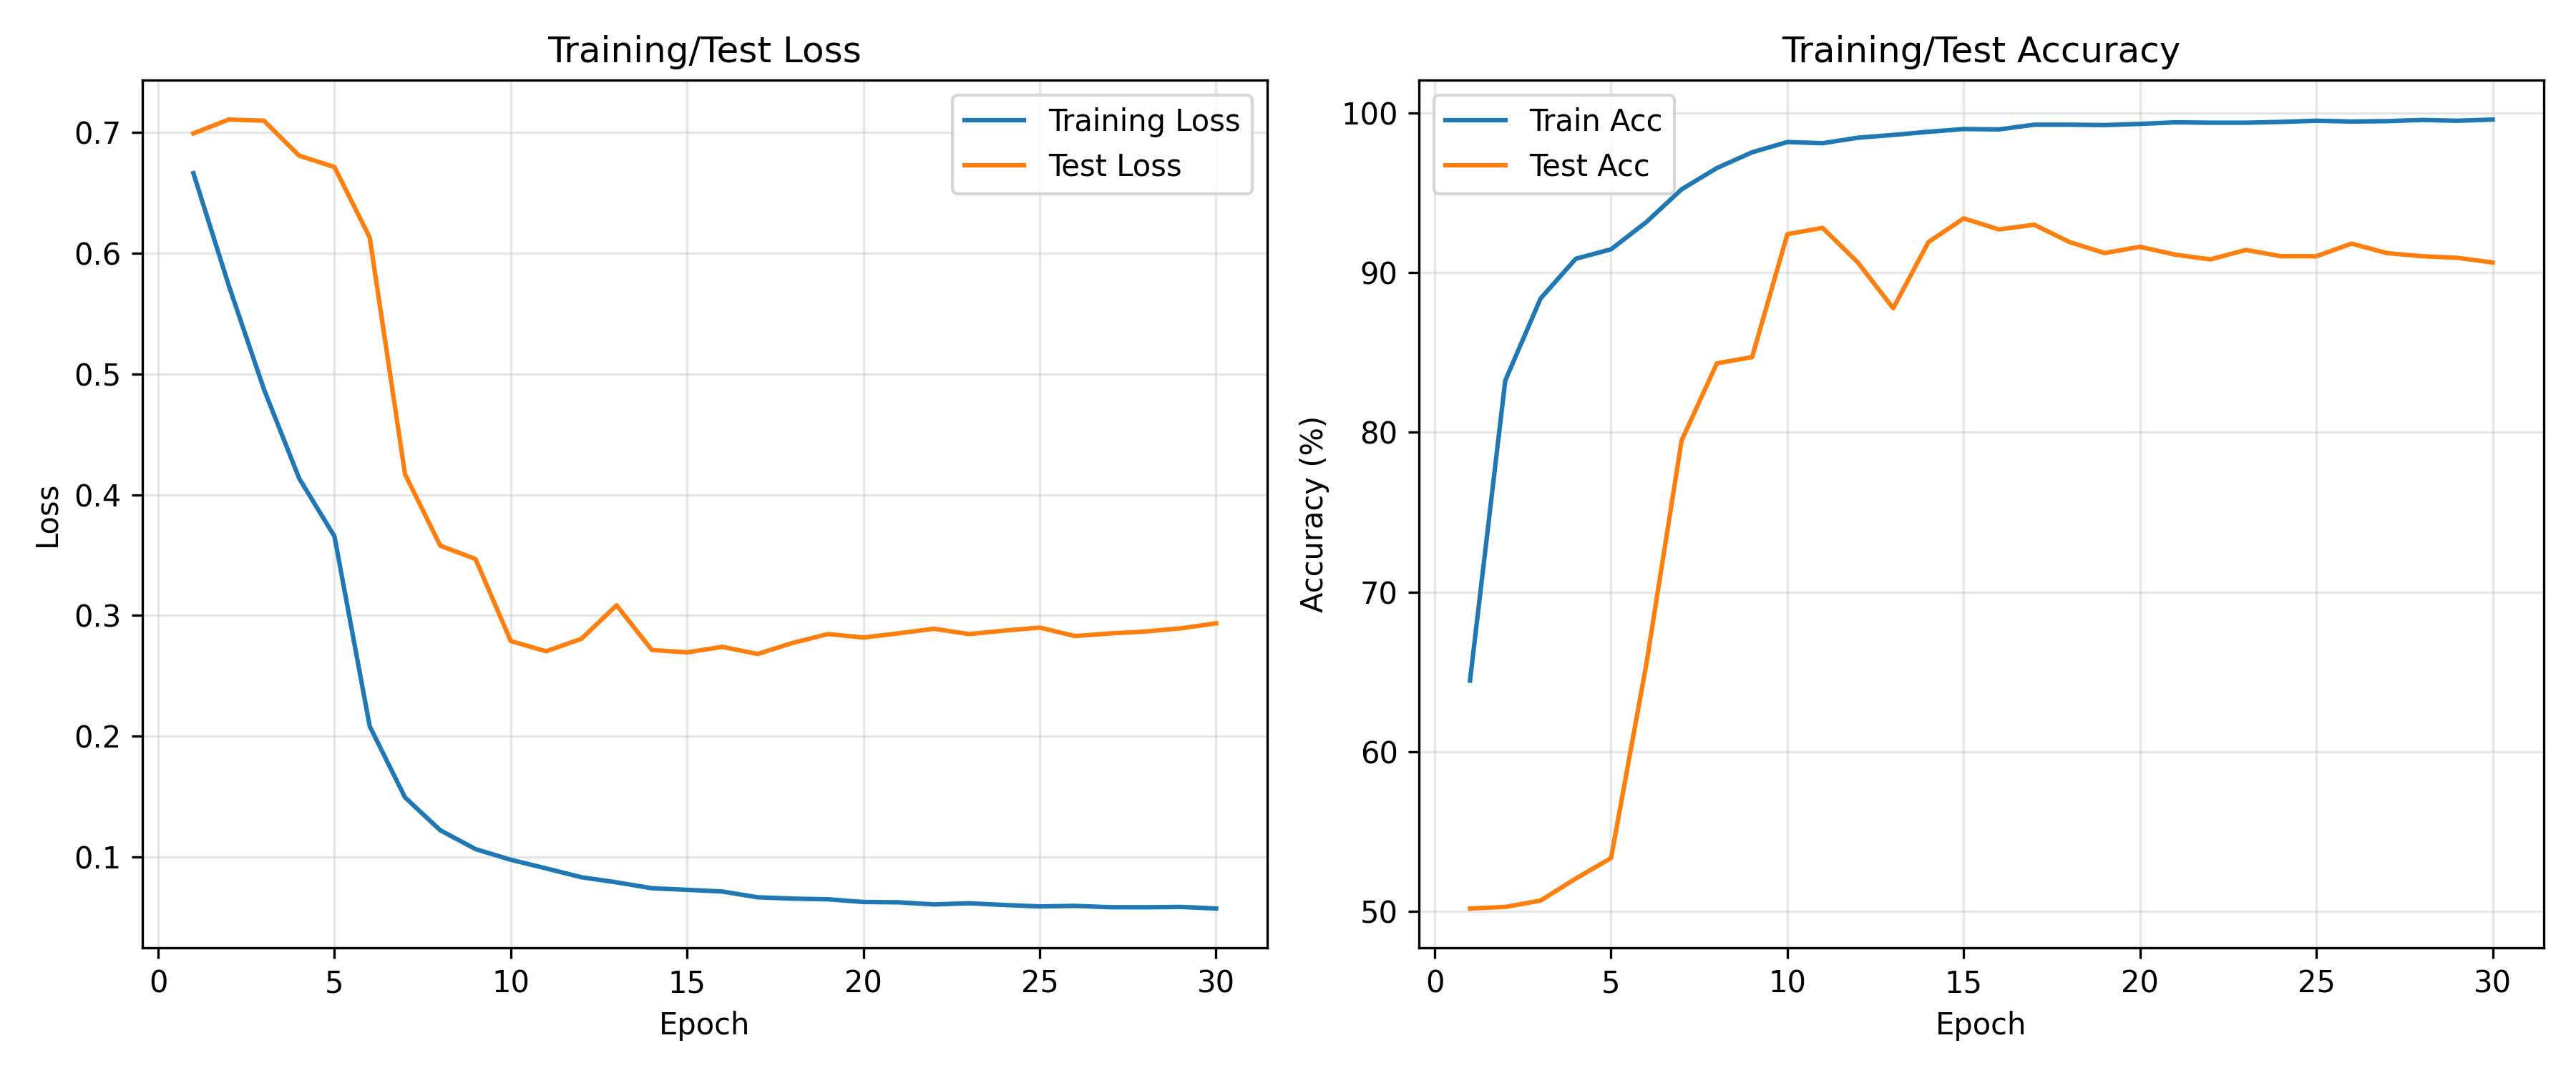 Training/Test Loss
Training Loss
Test Loss
0.7
0.6
0.5
0.4
0.3
0.2
0.1
Loss
0 5 10 15 20 25 30
Epoch
Training/Test Accuracy
Train Acc
Test Acc
100
90
80
70
60
50
Accuracy (%)
0 5 10 15 20 25 30
Epoch